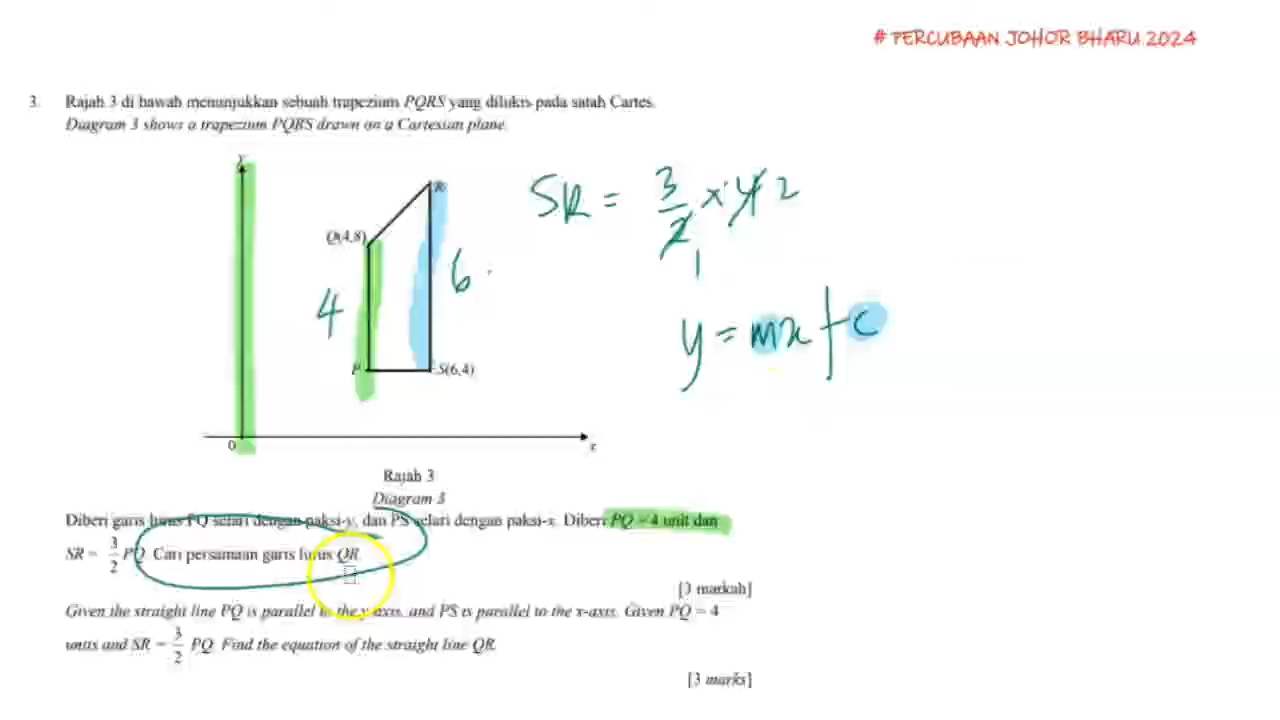 # PERCUBAAN JOHOR BHARU 2024
3. Rajah 3 di bawah menunjukkan sebuah trapezium PQRS yang dilukis pada satah Cartes.
Diagram 3 shows a trapezium PQRS drawn on a Cartesian plane.
y
R
SR = 3/2 × 4 2
1
Q(4,8)
6
4
y = mx + c
P
S(6,4)
0
x
Rajah 3
Diagram 3
Diberi garis lurus PQ selari dengan paksi-y, dan PS selari dengan paksi-x. Diberi PQ = 4 unit dan
SR = 3/2 PQ Cari persamaan garis lurus QR
[3 markah]
Given the straight line PQ is parallel to the y-axis, and PS is parallel to the x-axis. Given PQ = 4
units and SR = 3/2 PQ Find the equation of the straight line QR
[3 marks]